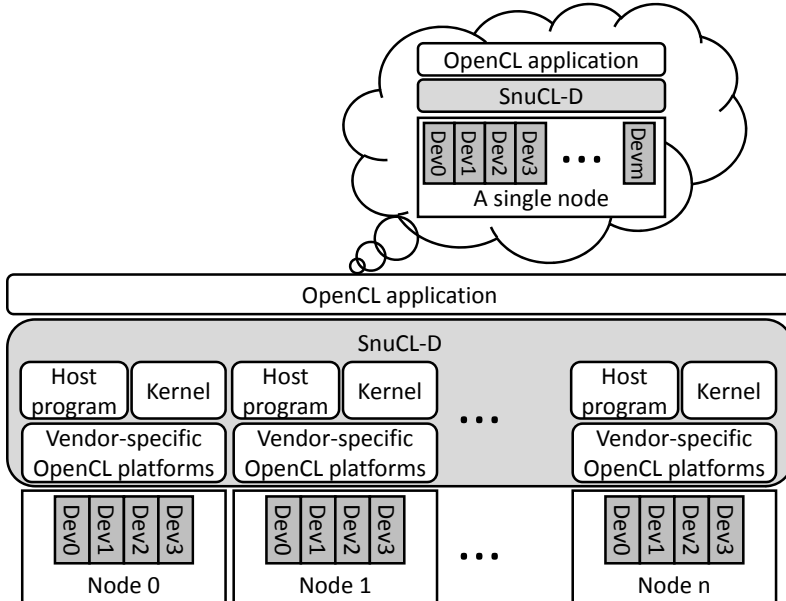 OpenCL application
SnuCL-D
Dev0 Dev1 Dev2 Dev3 ... Devm
A single node
OpenCL application
SnuCL-D
Host program Kernel Host program Kernel ... Host program Kernel
Vendor-specific OpenCL platforms Vendor-specific OpenCL platforms Vendor-specific OpenCL platforms
Dev0 Dev1 Dev2 Dev3 Dev0 Dev1 Dev2 Dev3 ... Dev0 Dev1 Dev2 Dev3
Node 0 Node 1 Node n